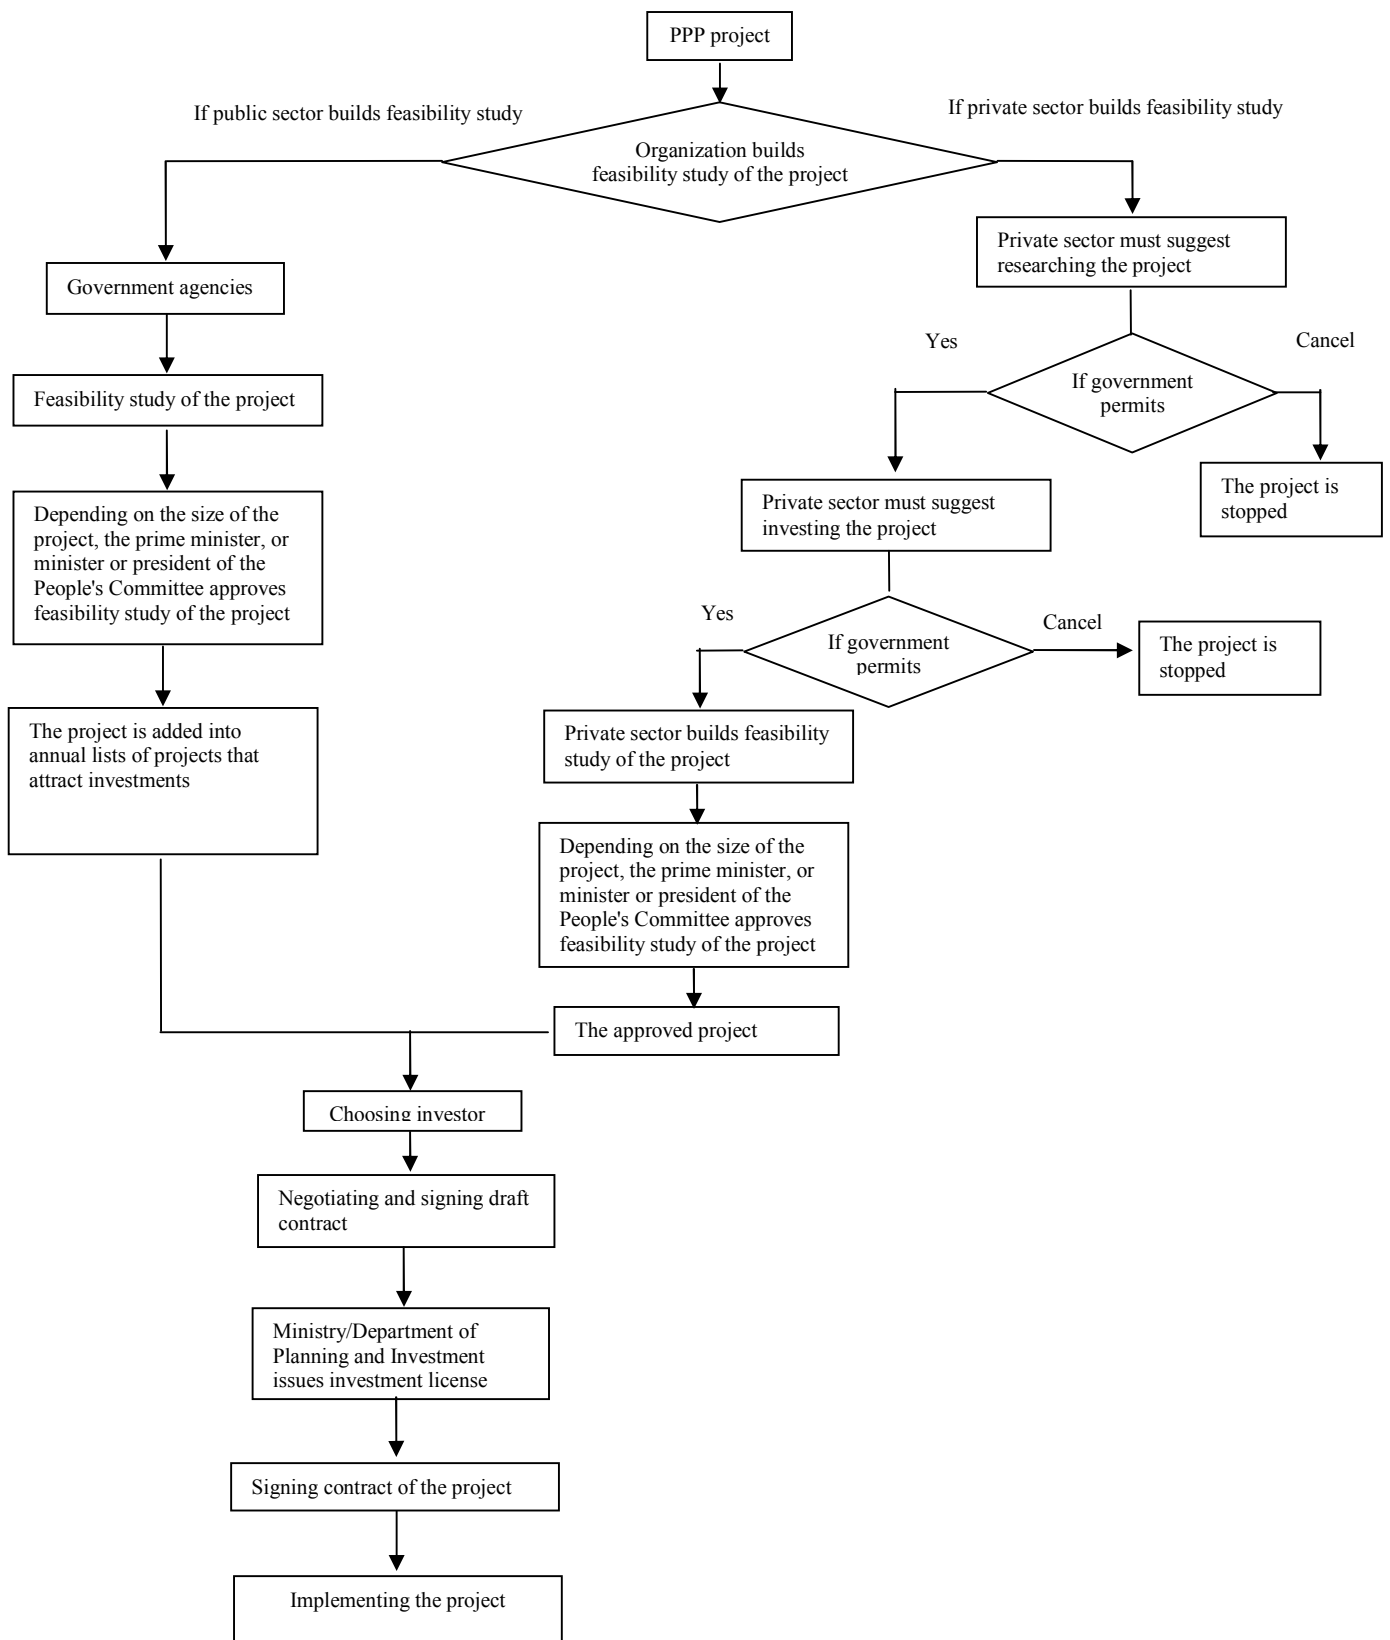 PPP project
If public sector builds feasibility study
If private sector builds feasibility study
Organization builds
feasibility study of the project
Private sector must suggest
researching the project
Government agencies
Yes
Cancel
If government
permits
Feasibility study of the project
The project is
stopped
Private sector must suggest
investing the project
Depending on the size of the
project, the prime minister, or
minister or president of the
People's Committee approves
feasibility study of the project
Yes
Cancel
If government
permits
The project is
stopped
The project is added into
annual lists of projects that
attract investments
Private sector builds feasibility
study of the project
Depending on the size of the
project, the prime minister, or
minister or president of the
People's Committee approves
feasibility study of the project
The approved project
Choosing investor
Negotiating and signing draft
contract
Ministry/Department of
Planning and Investment
issues investment license
Signing contract of the project
Implementing the project